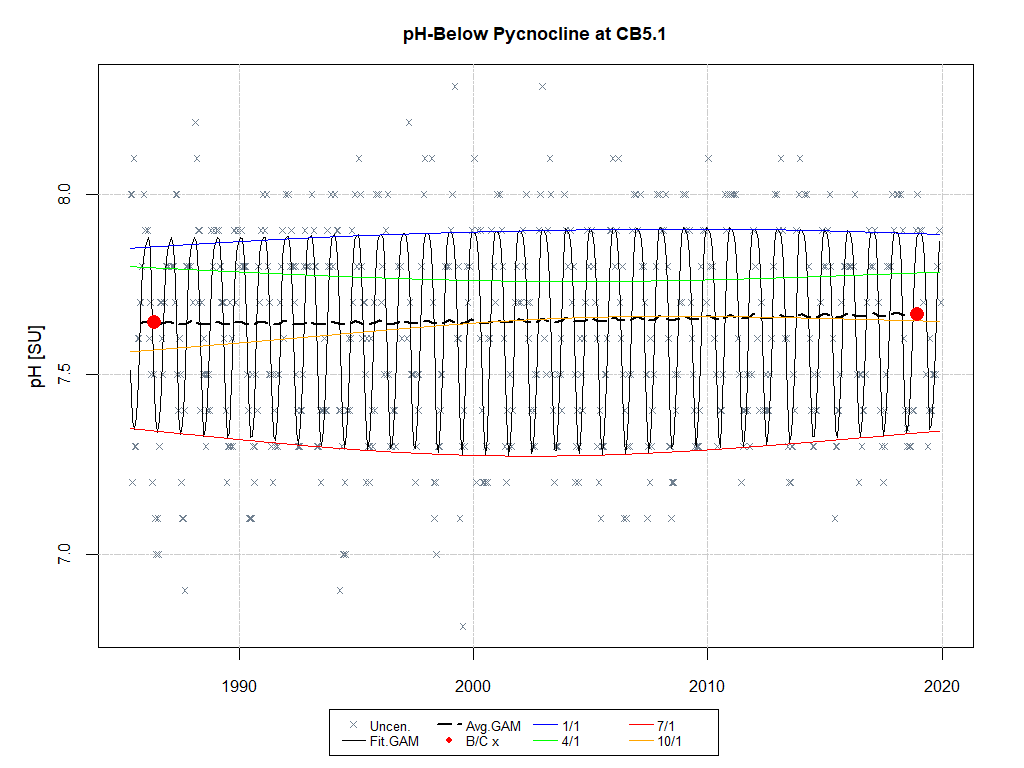 pH-Below Pycnocline at CB5.1
pH [SU]
8.0
7.5
7.0
1990 2000 2010 2020
Uncen. Avg.GAM 1/1 7/1
Fit.GAM B/C x 4/1 10/1